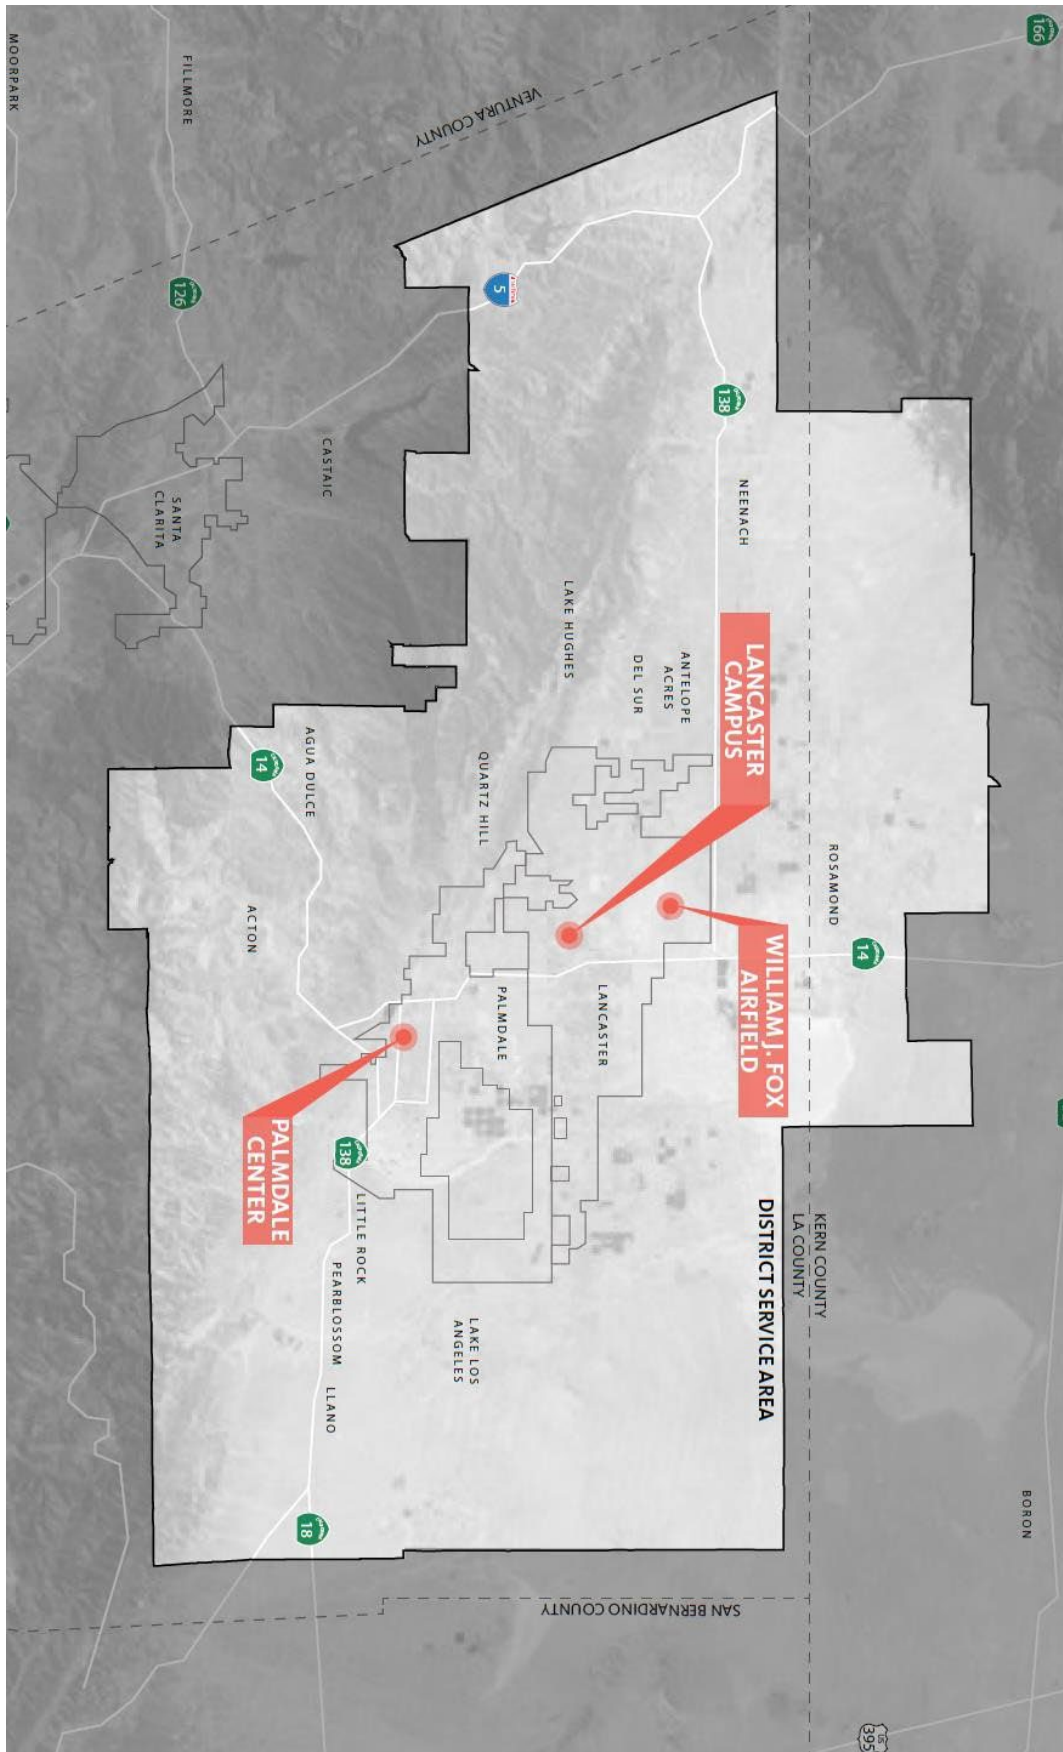 166
MOORPARK
FILLMORE
VENTURA COUNTY
126
5
138
CASTAIC
SANTA
CLARITA
NEENACH
LAKE HUGHES
ANTELOPE
ACRES
DEL SUR
LANCASTER
CAMPUS
AGUA DULCE
14
QUARTZ HILL
ROSAMOND
14
ACTON
WILLIAM J. FOX
AIRFIELD
PALMDALE
LANCASTER
PALMDALE
CENTER
138
LITTLE ROCK
PEARBLOSSOM
LLANO
LAKE LOS
ANGELES
KERN COUNTY
LA COUNTY
DISTRICT SERVICE AREA
18
BORON
SAN BERNARDINO COUNTY
US
395